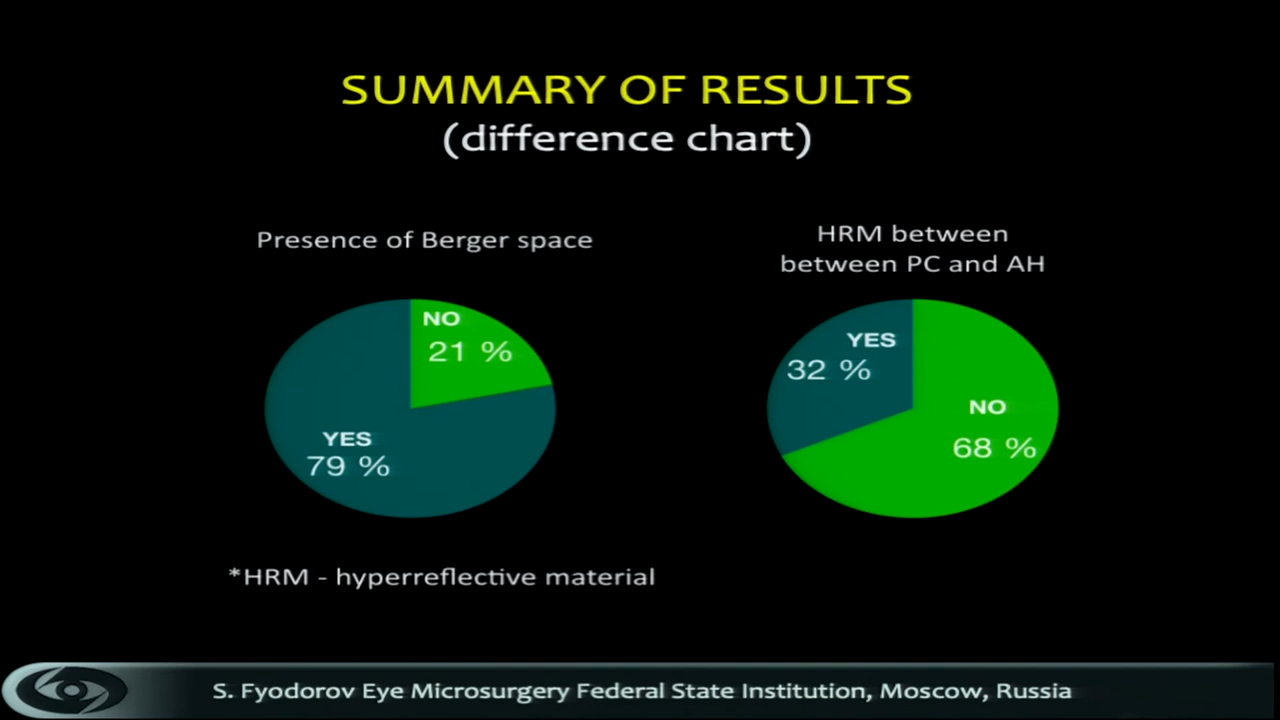 SUMMARY OF RESULTS
(difference chart)
Presence of Berger space
NO
21 %
YES
79 %
HRM between
between PC and AH
YES
32 %
NO
68 %
*HRM - hyperreflective material
S. Fyodorov Eye Microsurgery Federal State Institution, Moscow, Russia